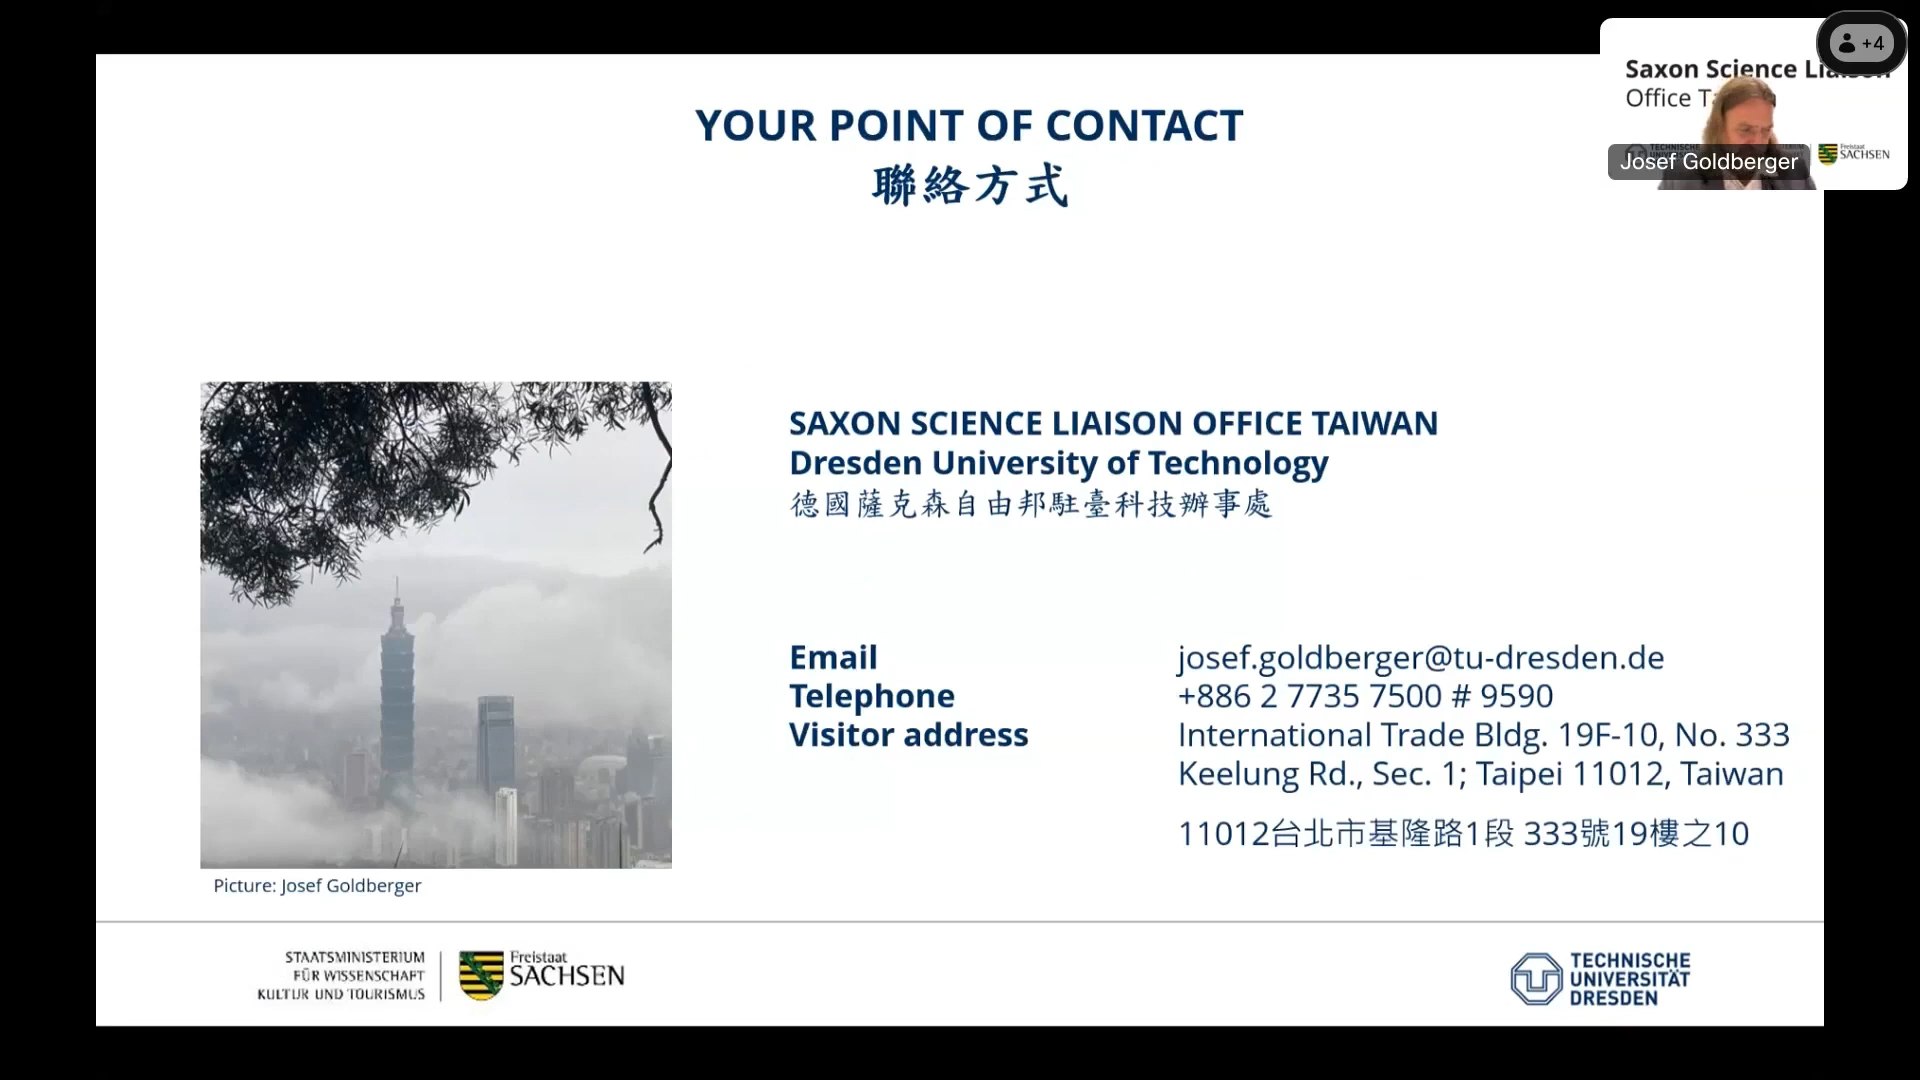 YOUR POINT OF CONTACT
聯絡方式
+4
Saxon Science
Office
Josef Goldberger
Freistaat
SACHSEN
SAXON SCIENCE LIAISON OFFICE TAIWAN
Dresden University of Technology
德國薩克森自由邦駐臺科技辦事處
Email josef.goldberger@tu-dresden.de
Telephone +886 2 7735 7500 # 9590
Visitor address International Trade Bldg. 19F-10, No. 333
Keelung Rd., Sec. 1; Taipei 11012, Taiwan
11012台北市基隆路1段 333號19樓之10
Picture: Josef Goldberger
STAATSMINISTERIUM
FÜR WISSENSCHAFT
KULTUR UND TOURISMUS
Freistaat
SACHSEN
TECHNISCHE
UNIVERSITÄT
DRESDEN